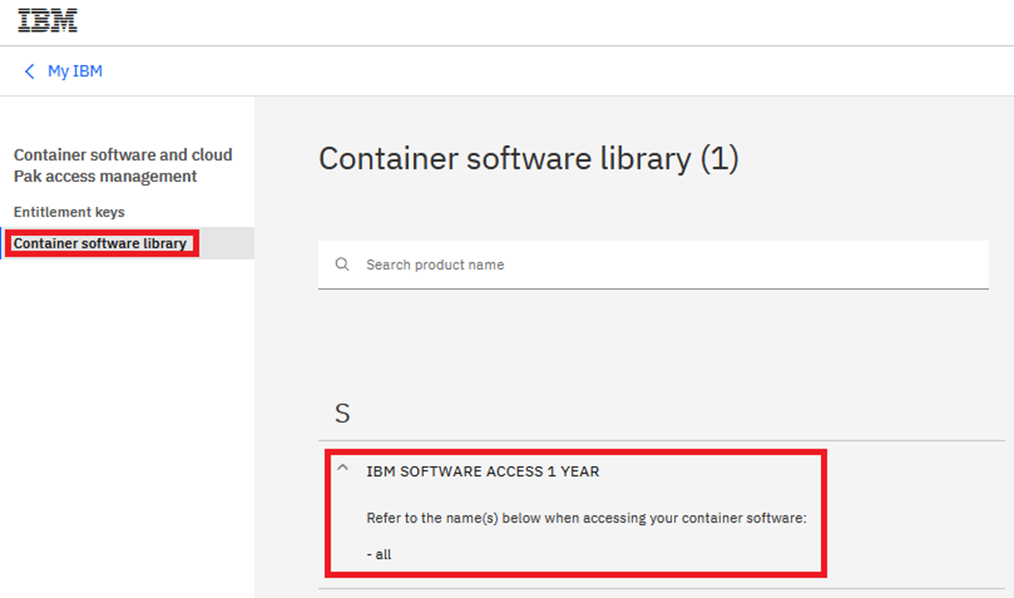 IBM
My IBM
Container software and cloud
Pak access management
Entitlement keys
Container software library
Container software library (1)
Search product name
S
IBM SOFTWARE ACCESS 1 YEAR
Refer to the name(s) below when accessing your container software:
- all